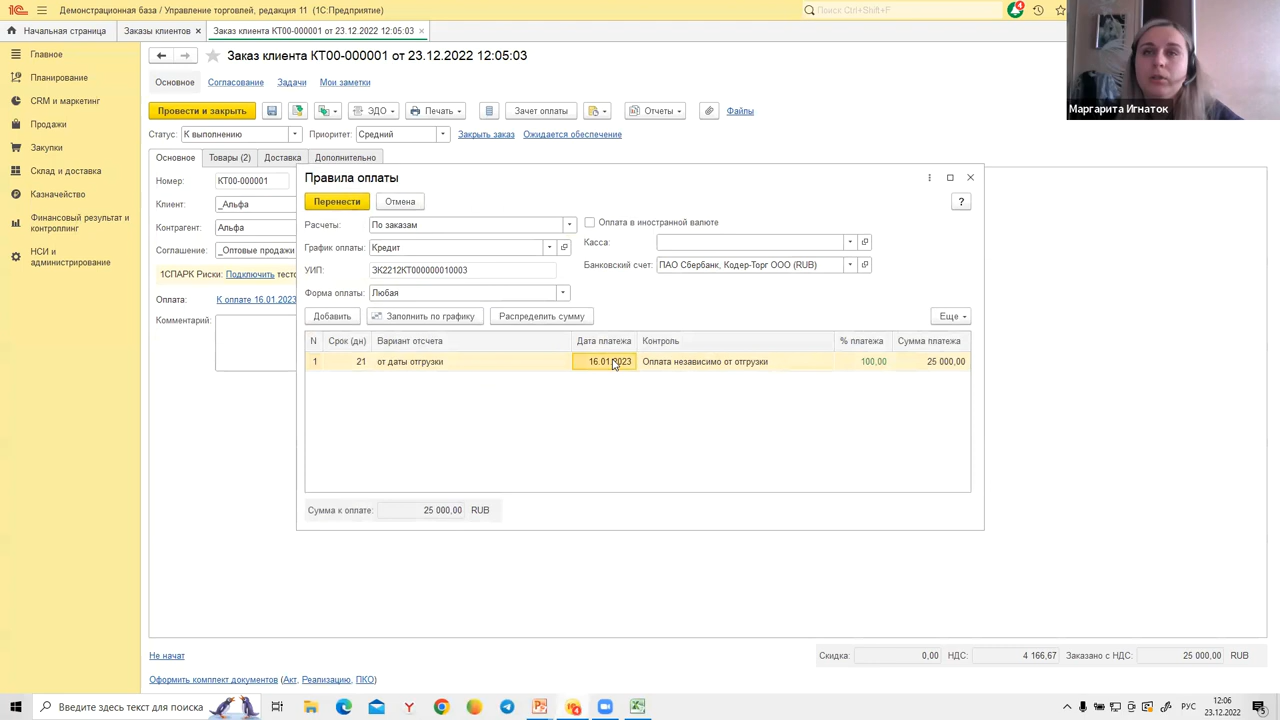 Демонстрационная база / Управление торговлей, редакция 11 (1С:Предприятие)
Поиск Ctrl+Shift+F
4
Начальная страница
Заказы клиентов ×
Заказ клиента КТ00-000001 от 23.12.2022 12:05:03 ×
Главное
Планирование
CRM и маркетинг
Продажи
Закупки
Склад и доставка
Казначейство
Финансовый результат и
контроллинг
НСИ и
администрирование
Заказ клиента КТ00-000001 от 23.12.2022 12:05:03
Основное Согласование Задачи Мои заметки
Провести и закрыть ЭДО Печать Зачет оплаты Отчеты Файлы
Статус: К выполнению Приоритет: Средний Закрыть заказ Ожидается обеспечение
Основное Товары (2) Доставка Дополнительно
Номер: КТ00-000001
Клиент: _Альфа
Контрагент: Альфа
Соглашение: _Оптовые продажи
1СПАРК Риски: Подключить тесто
Оплата: К оплате 16.01.2023
Комментарий:
Правила оплаты
Перенести Отмена ?
Расчеты: По заказам Оплата в иностранной валюте
График оплаты: Кредит Касса:
УИП: ЗК2212КТ000000010003 Банковский счет: ПАО Сбербанк, Кодер-Торг ООО (RUB)
Форма оплаты: Любая
Добавить Заполнить по графику Распределить сумму Еще
N Срок (дн) Вариант отсчета Дата платежа Контроль % платежа Сумма платежа
1 21 от даты отгрузки 16.01.2023 Оплата независимо от отгрузки 100,00 25 000,00
Сумма к оплате: 25 000,00 RUB
Не начат
Скидка: 0,00 НДС: 4 166,67 Заказано с НДС: 25 000,00 RUB
Оформить комплект документов (Акт, Реализацию, ПКО)
Маргарита Игнаток
Введите здесь текст для поиска
РУС
12:06
23.12.2022
5